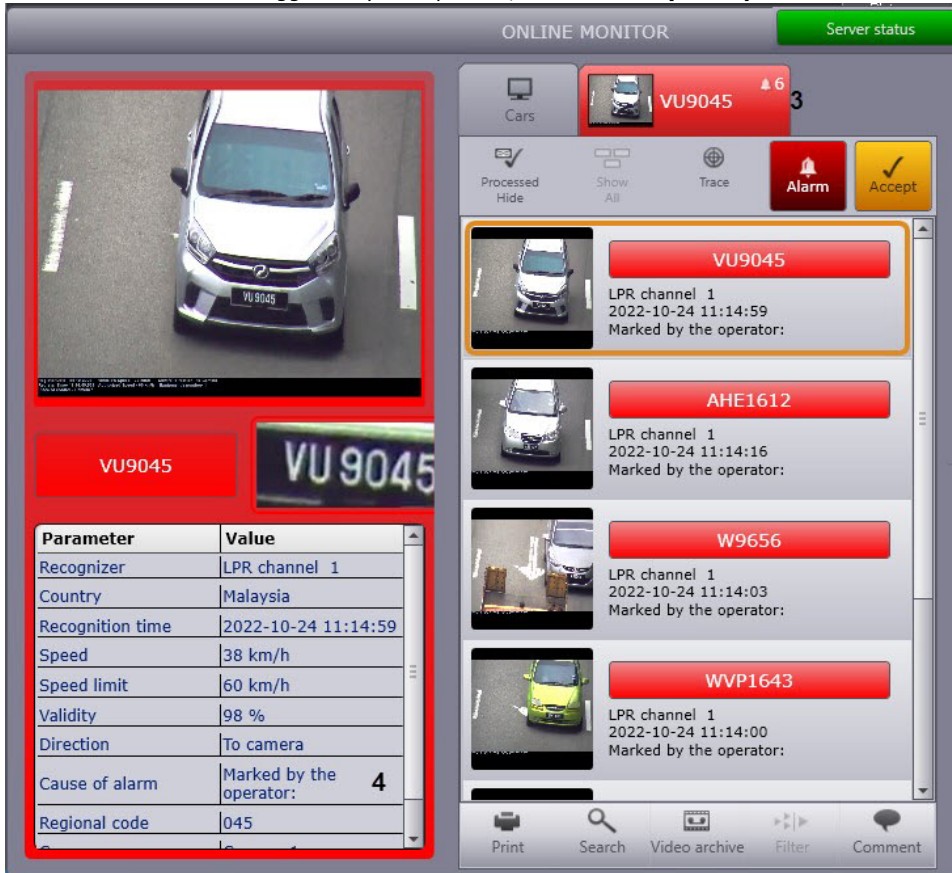 ONLINE MONITOR
Server status
VU9045
VU9045
VU 9045
Parameter Value
Recognizer LPR channel 1
Country Malaysia
Recognition time 2022-10-24 11:14:59
Speed 38 km/h
Speed limit 60 km/h
Validity 98 %
Direction To camera
Cause of alarm Marked by the
operator: 4
Regional code 045
Cars
VU9045 6 3
Processed
Hide
Show
All
Trace
Alarm
Accept
VU9045
LPR channel 1
2022-10-24 11:14:59
Marked by the operator:
AHE1612
LPR channel 1
2022-10-24 11:14:16
Marked by the operator:
W9656
LPR channel 1
2022-10-24 11:14:03
Marked by the operator:
WVP1643
LPR channel 1
2022-10-24 11:14:00
Marked by the operator:
Print Search Video archive Filter Comment